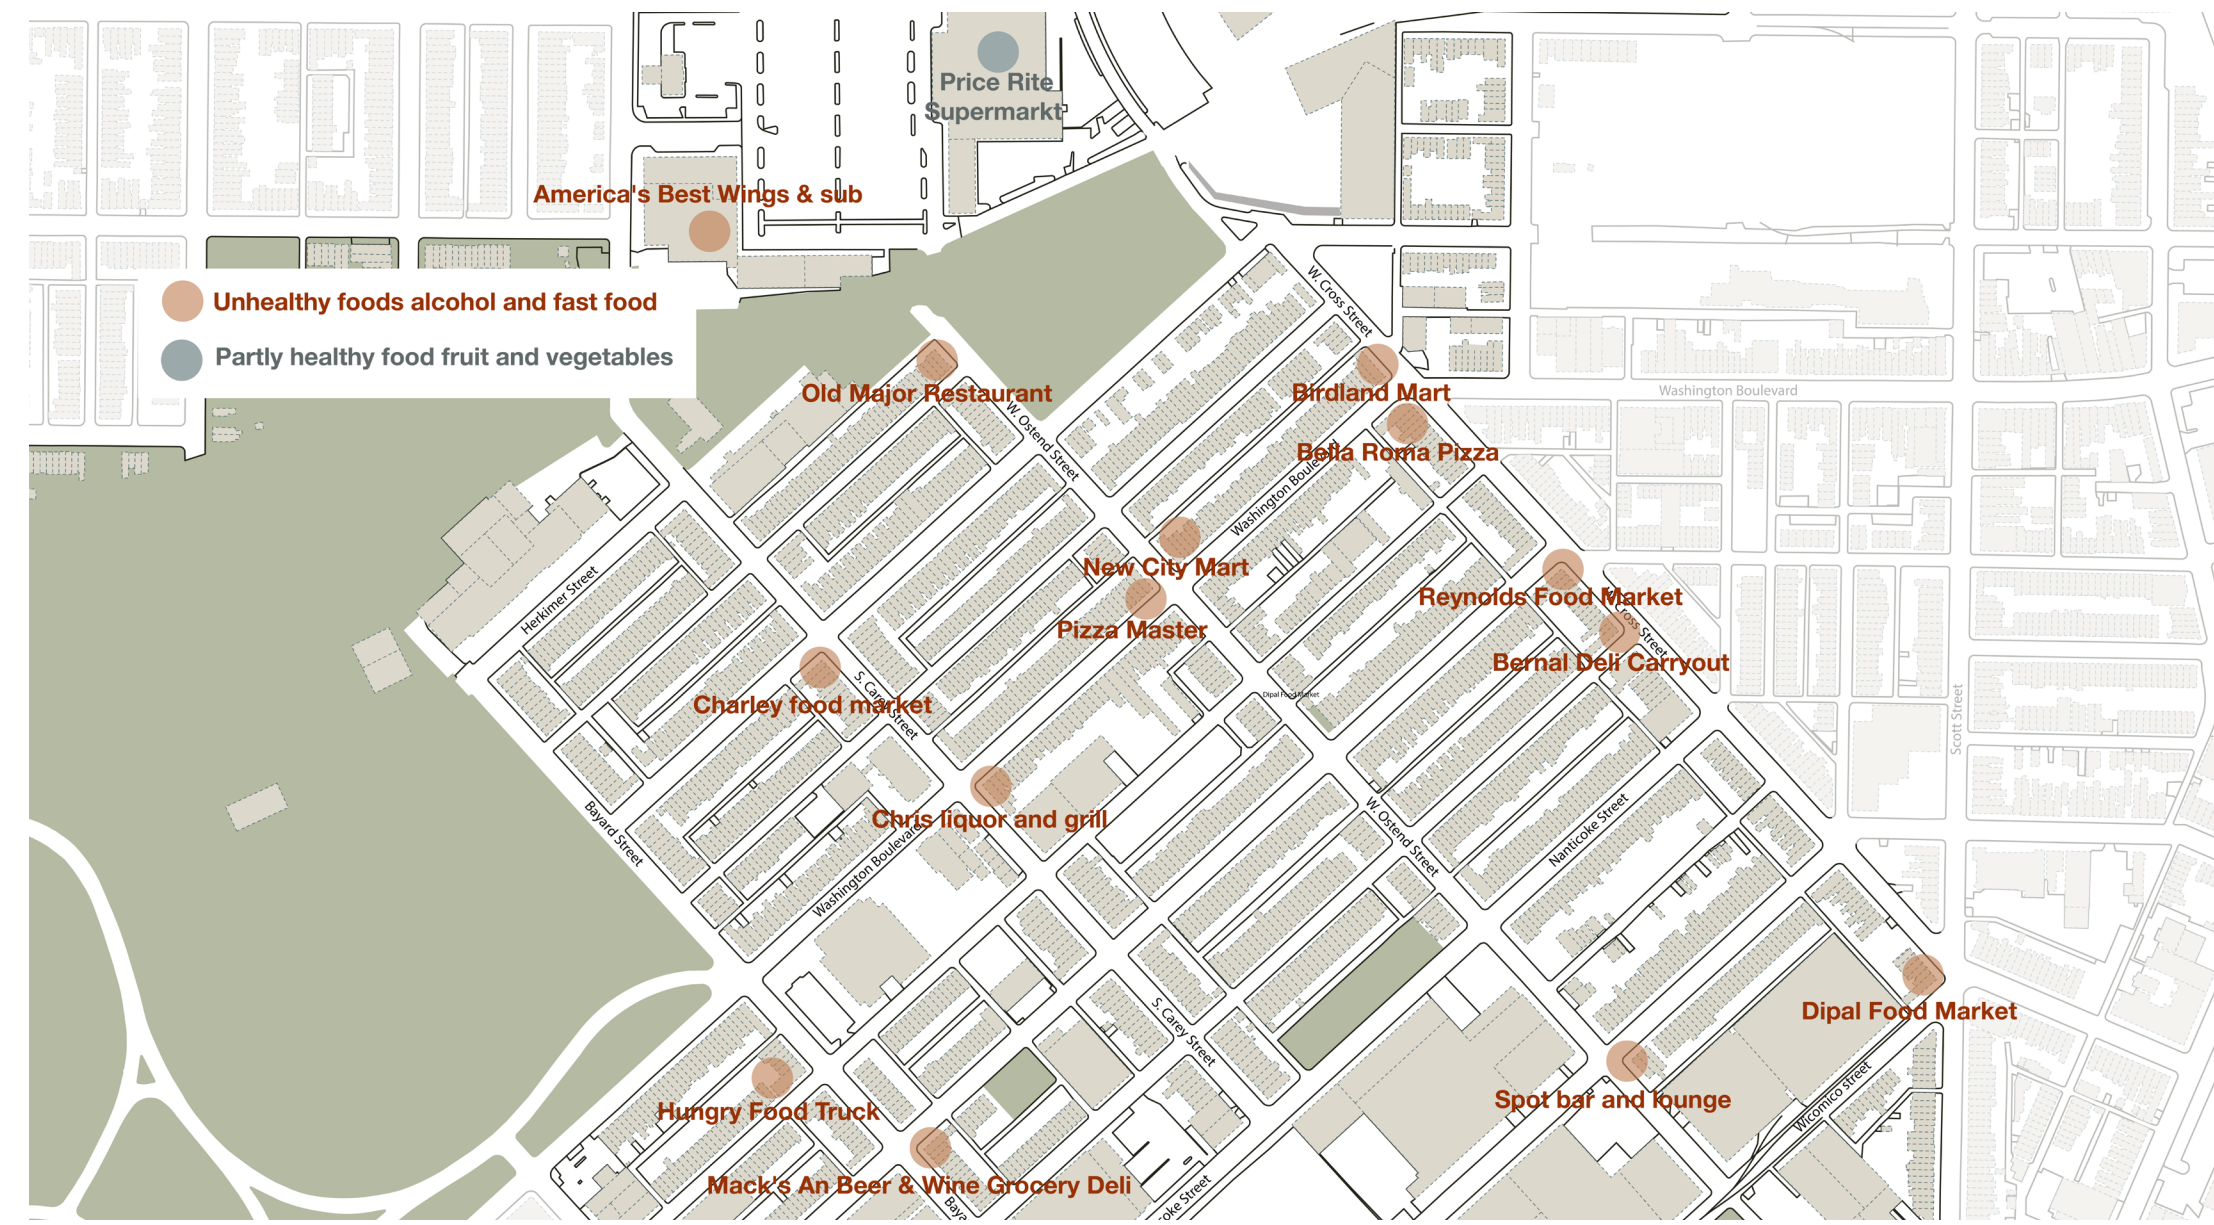 Price Rite
Supermarkt
America's Best Wings & sub
Unhealthy foods alcohol and fast food
Partly healthy food fruit and vegetables
W. Cross Street
Old Major Restaurant
Birdland Mart
Washington Boulevard
W. Ostend Street
Bella Roma Pizza
Washington Boule
New City Mart
Herkimer Street
Reynolds Food Market
Pizza Master
Cross Street
Bernal Deli Carryout
Charley food market
S. Carey Street
Dipal Food Market
Scott Street
Bayard Street
Chris liquor and grill
W. Ostend Street
Nanticoke Street
Washington Boulevard
Dipal Food Market
S. Carey Street
Hungry Food Truck
Spot bar and lounge
Wicomico street
Mack's An Beer & Wine Grocery Deli
Baya
oke Street